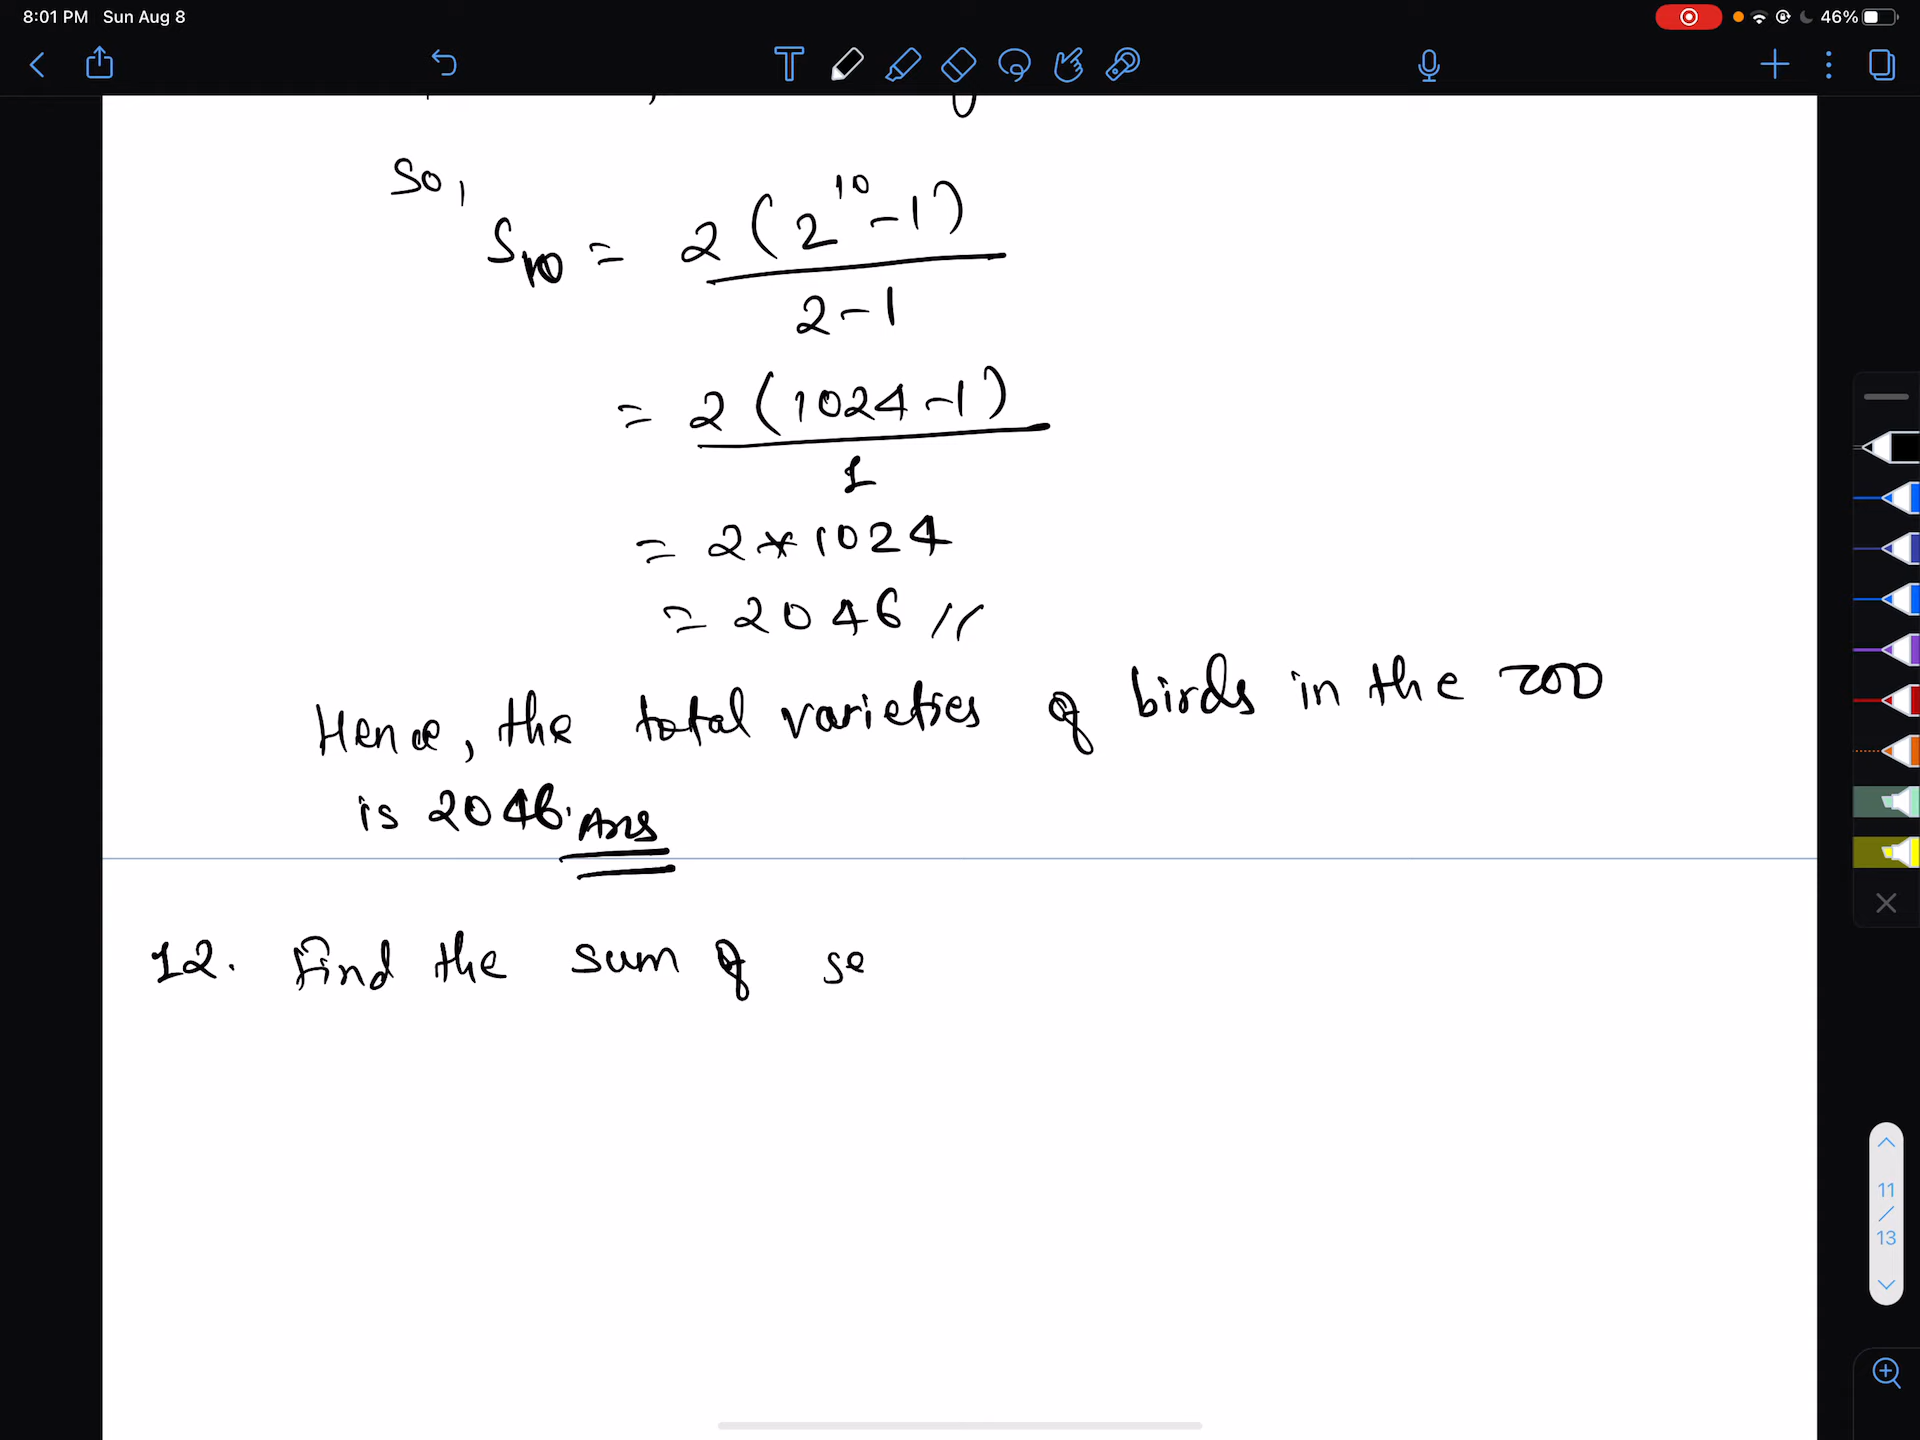 8:01 PM Sun Aug 8
46%
So,
S10 = 2(2^10-1)
2-1
= 2(1024-1)
1
= 2*1024
= 2046 //
Hence, the total varieties of birds in the zoo
is 2046. Ans
12. Find the sum of se
11
/
13